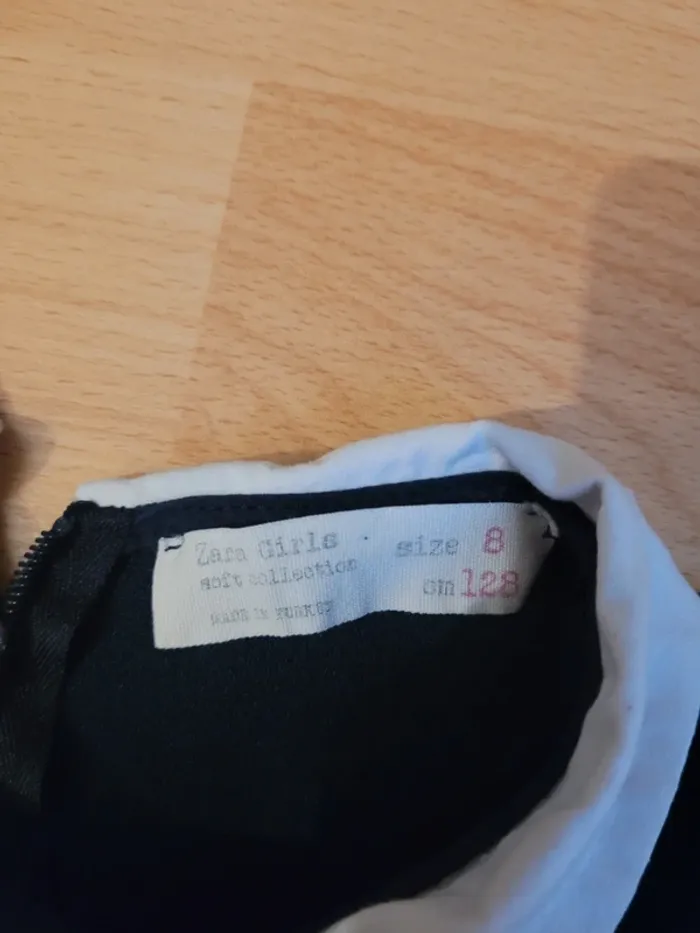 Zara Girls
soft collection
MADE IN TURKEY
size 8
cm 128